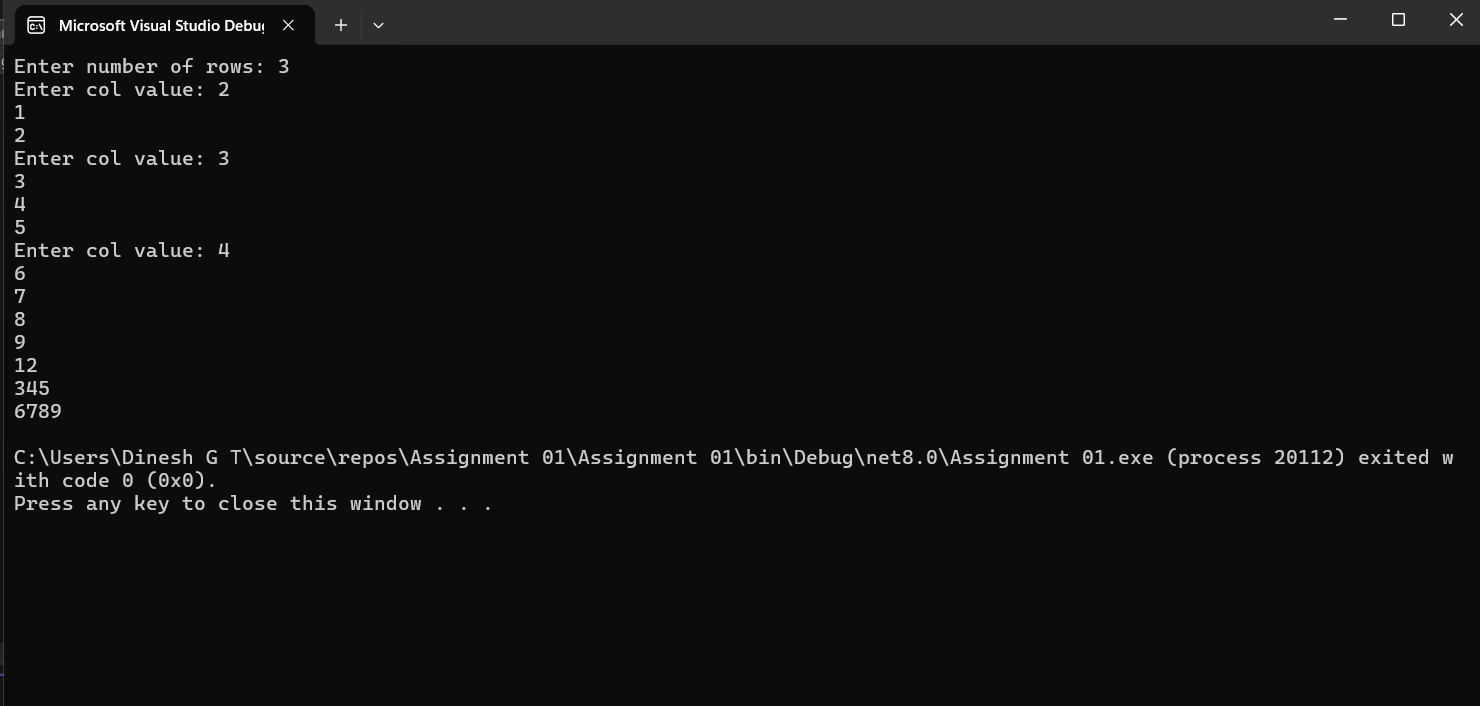 Microsoft Visual Studio Debug
Enter number of rows: 3
Enter col value: 2
1
2
Enter col value: 3
3
4
5
Enter col value: 4
6
7
8
9
12
345
6789
C:\Users\Dinesh G T\source\repos\Assignment 01\Assignment 01\bin\Debug\net8.0\Assignment 01.exe (process 20112) exited w
ith code 0 (0x0).
Press any key to close this window . . .